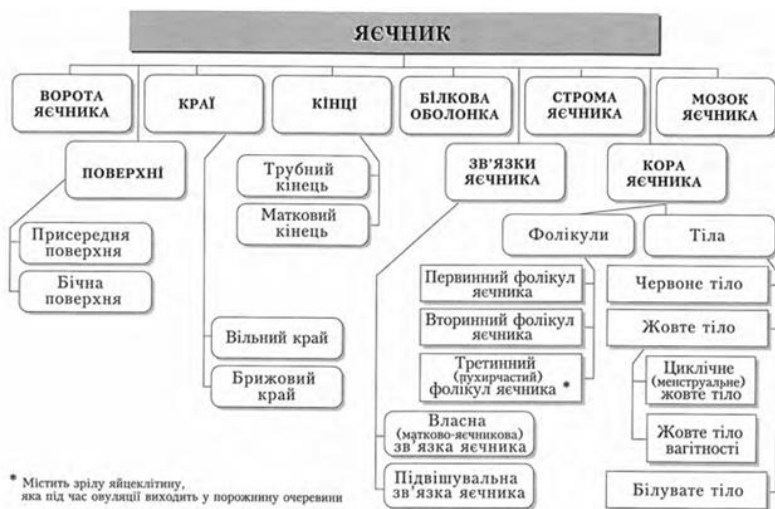 ЯЄЧНИК
ВОРОТА
ЯЄЧНИКА
КРАЇ
КІНЦІ
БІЛКОВА
ОБОЛОНКА
СТРОМА
ЯЄЧНИКА
МОЗОК
ЯЄЧНИКА
ПОВЕРХНІ
ЗВ'ЯЗКИ
ЯЄЧНИКА
КОРА
ЯЄЧНИКА
Присередня
поверхня
Бічна
поверхня
Трубний
кінець
Матковий
кінець
Вільний край
Брижовий
край
Фолікули
Тіла
Первинний фолікул
яєчника
Вторинний фолікул
яєчника
Третинний
(пухирчастий)
фолікул яєчника *
Червоне тіло
Жовте тіло
Циклічне
(менструальне)
жовте тіло
Жовте тіло
вагітності
Білувате тіло
Власна
(матково-яєчникова)
зв'язка яєчника
Підвішувальна
зв'язка яєчника
* Містить зрілу яйцеклітину,
яка під час овуляції виходить у порожнину очеревини